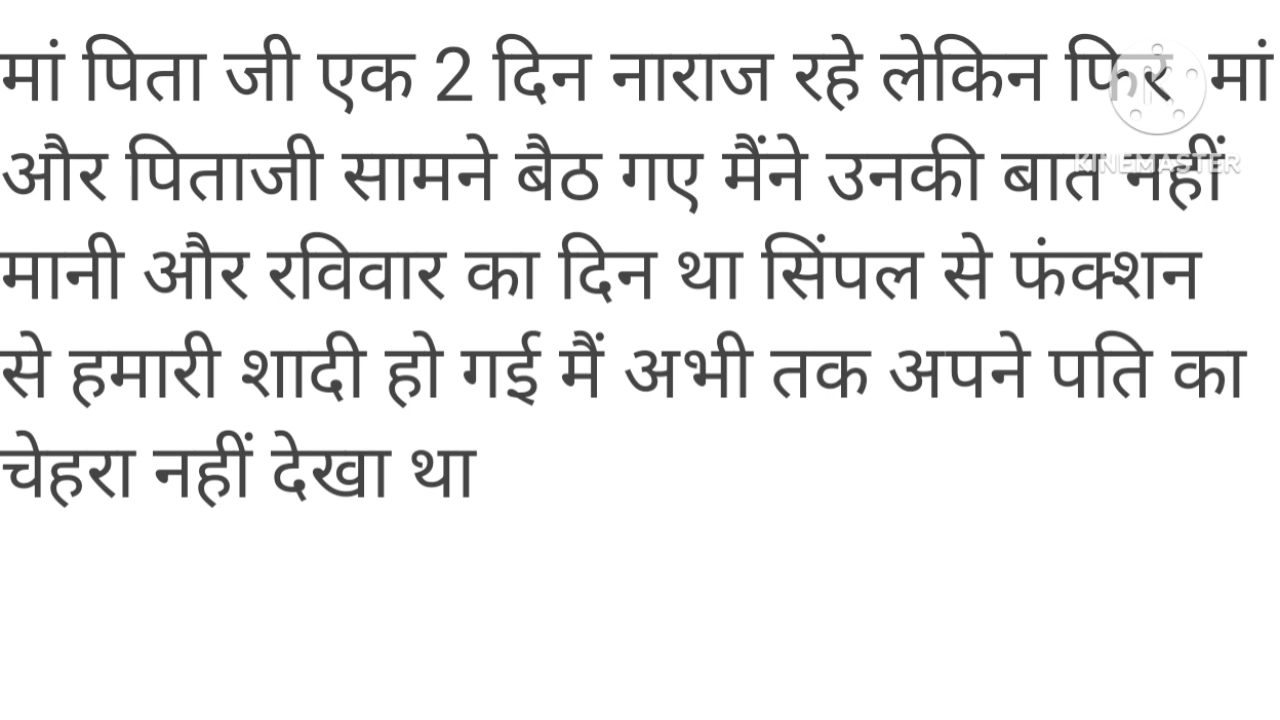 मां पिता जी एक 2 दिन नाराज रहे लेकिन फिर मां
और पिताजी सामने बैठ गए मैंने उनकी बात नहीं
मानी और रविवार का दिन था सिंपल से फंक्शन
से हमारी शादी हो गई मैं अभी तक अपने पति का
चेहरा नहीं देखा था
KINEMASTER